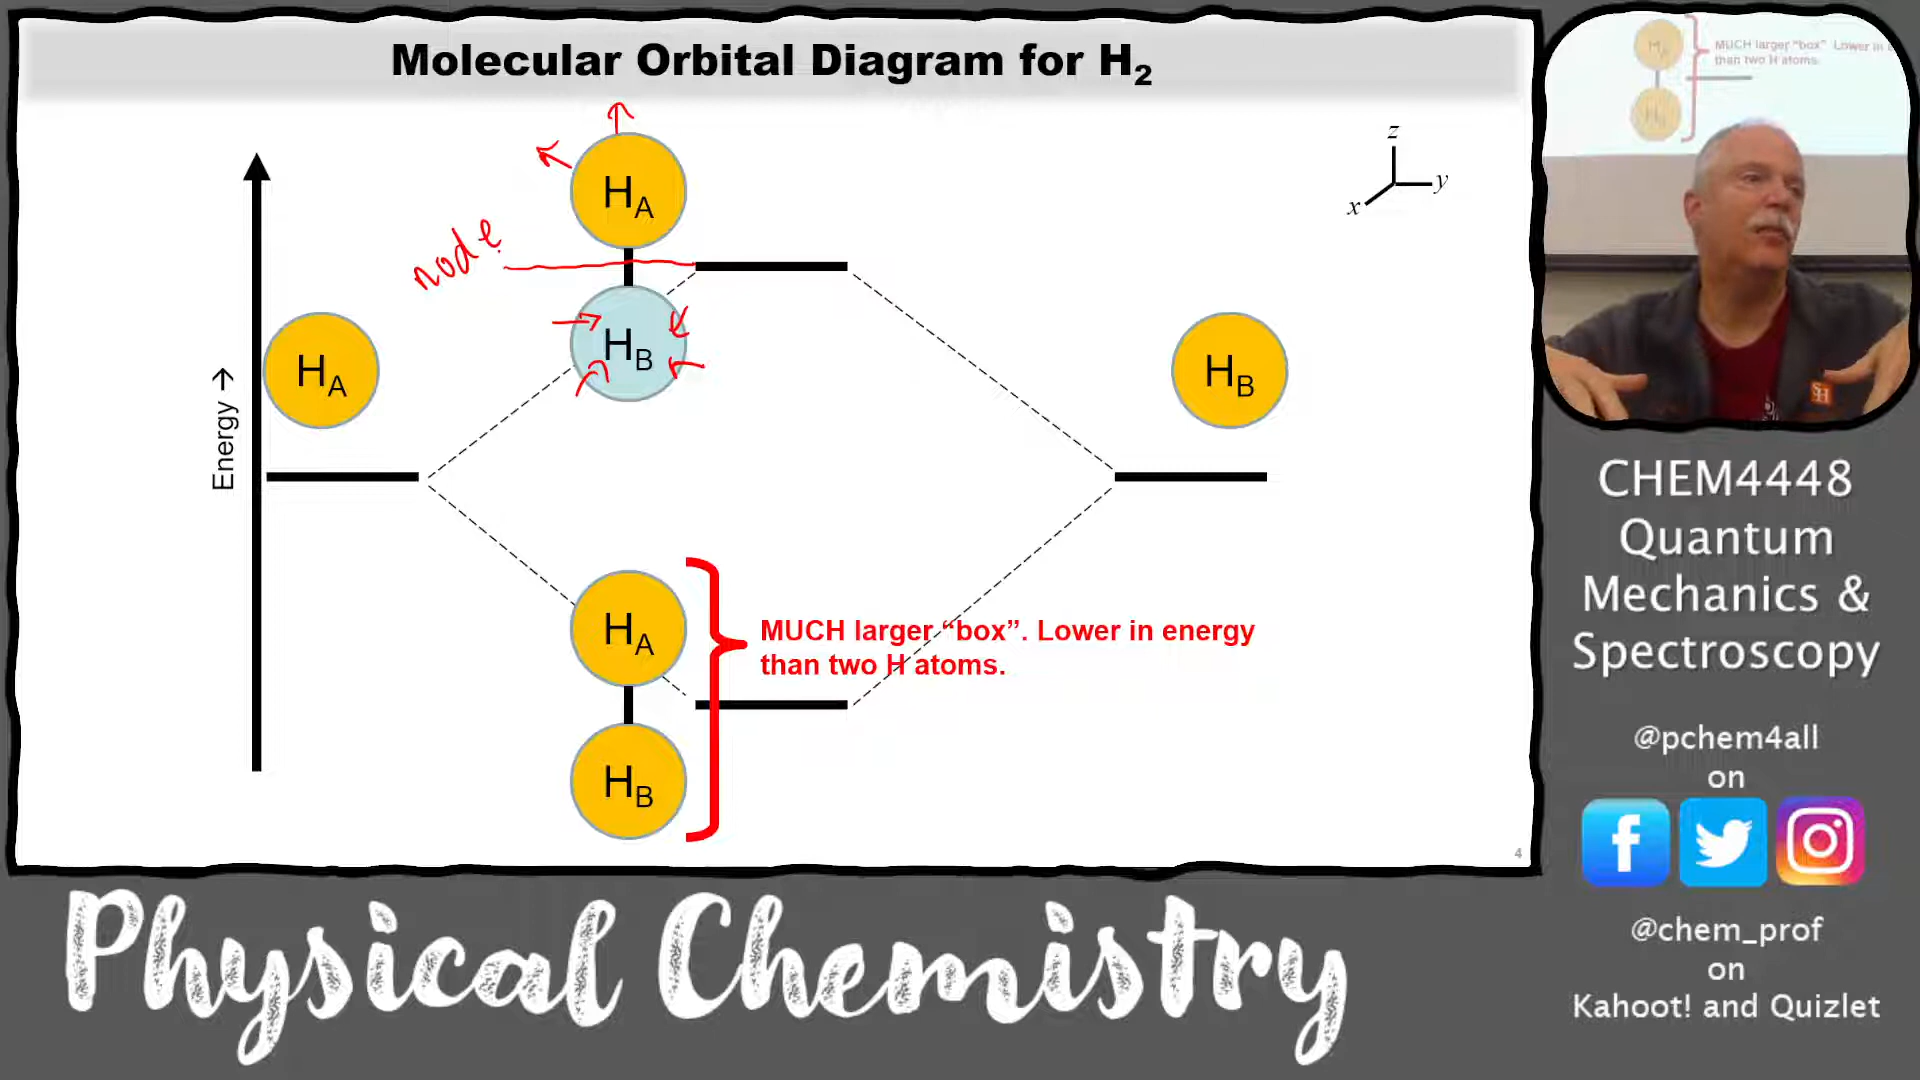 Molecular Orbital Diagram for H₂
z
y
x
H_A
node
H_B
H_A
H_B
Energy →
H_A
MUCH larger “box”. Lower in energy
than two H atoms.
H_B
4
MUCH larger “box”. Lower in e
than two H atoms.
SH
CHEM4448
Quantum
Mechanics &
Spectroscopy
@pchem4all
on
f
@chem_prof
on
Kahoot! and Quizlet
Physical Chemistry